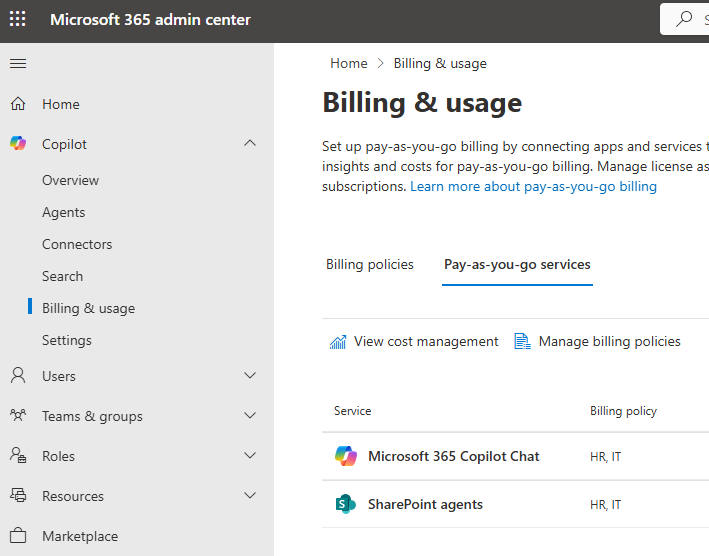 Microsoft 365 admin center
Home
Copilot
Overview
Agents
Connectors
Search
Billing & usage
Settings
Users
Teams & groups
Roles
Resources
Marketplace
Home > Billing & usage
Billing & usage
Set up pay-as-you-go billing by connecting apps and services
insights and costs for pay-as-you-go billing. Manage license
subscriptions. Learn more about pay-as-you-go billing
Billing policies Pay-as-you-go services
View cost management Manage billing policies
Service Billing policy
Microsoft 365 Copilot Chat HR, IT
SharePoint agents HR, IT